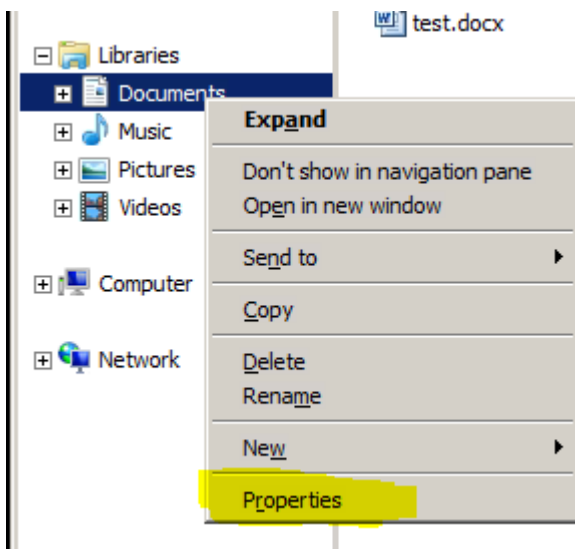 test.docx
Libraries
Documents
Music
Pictures
Videos
Computer
Network
Expand
Don't show in navigation pane
Open in new window
Send to
Copy
Delete
Rename
New
Properties